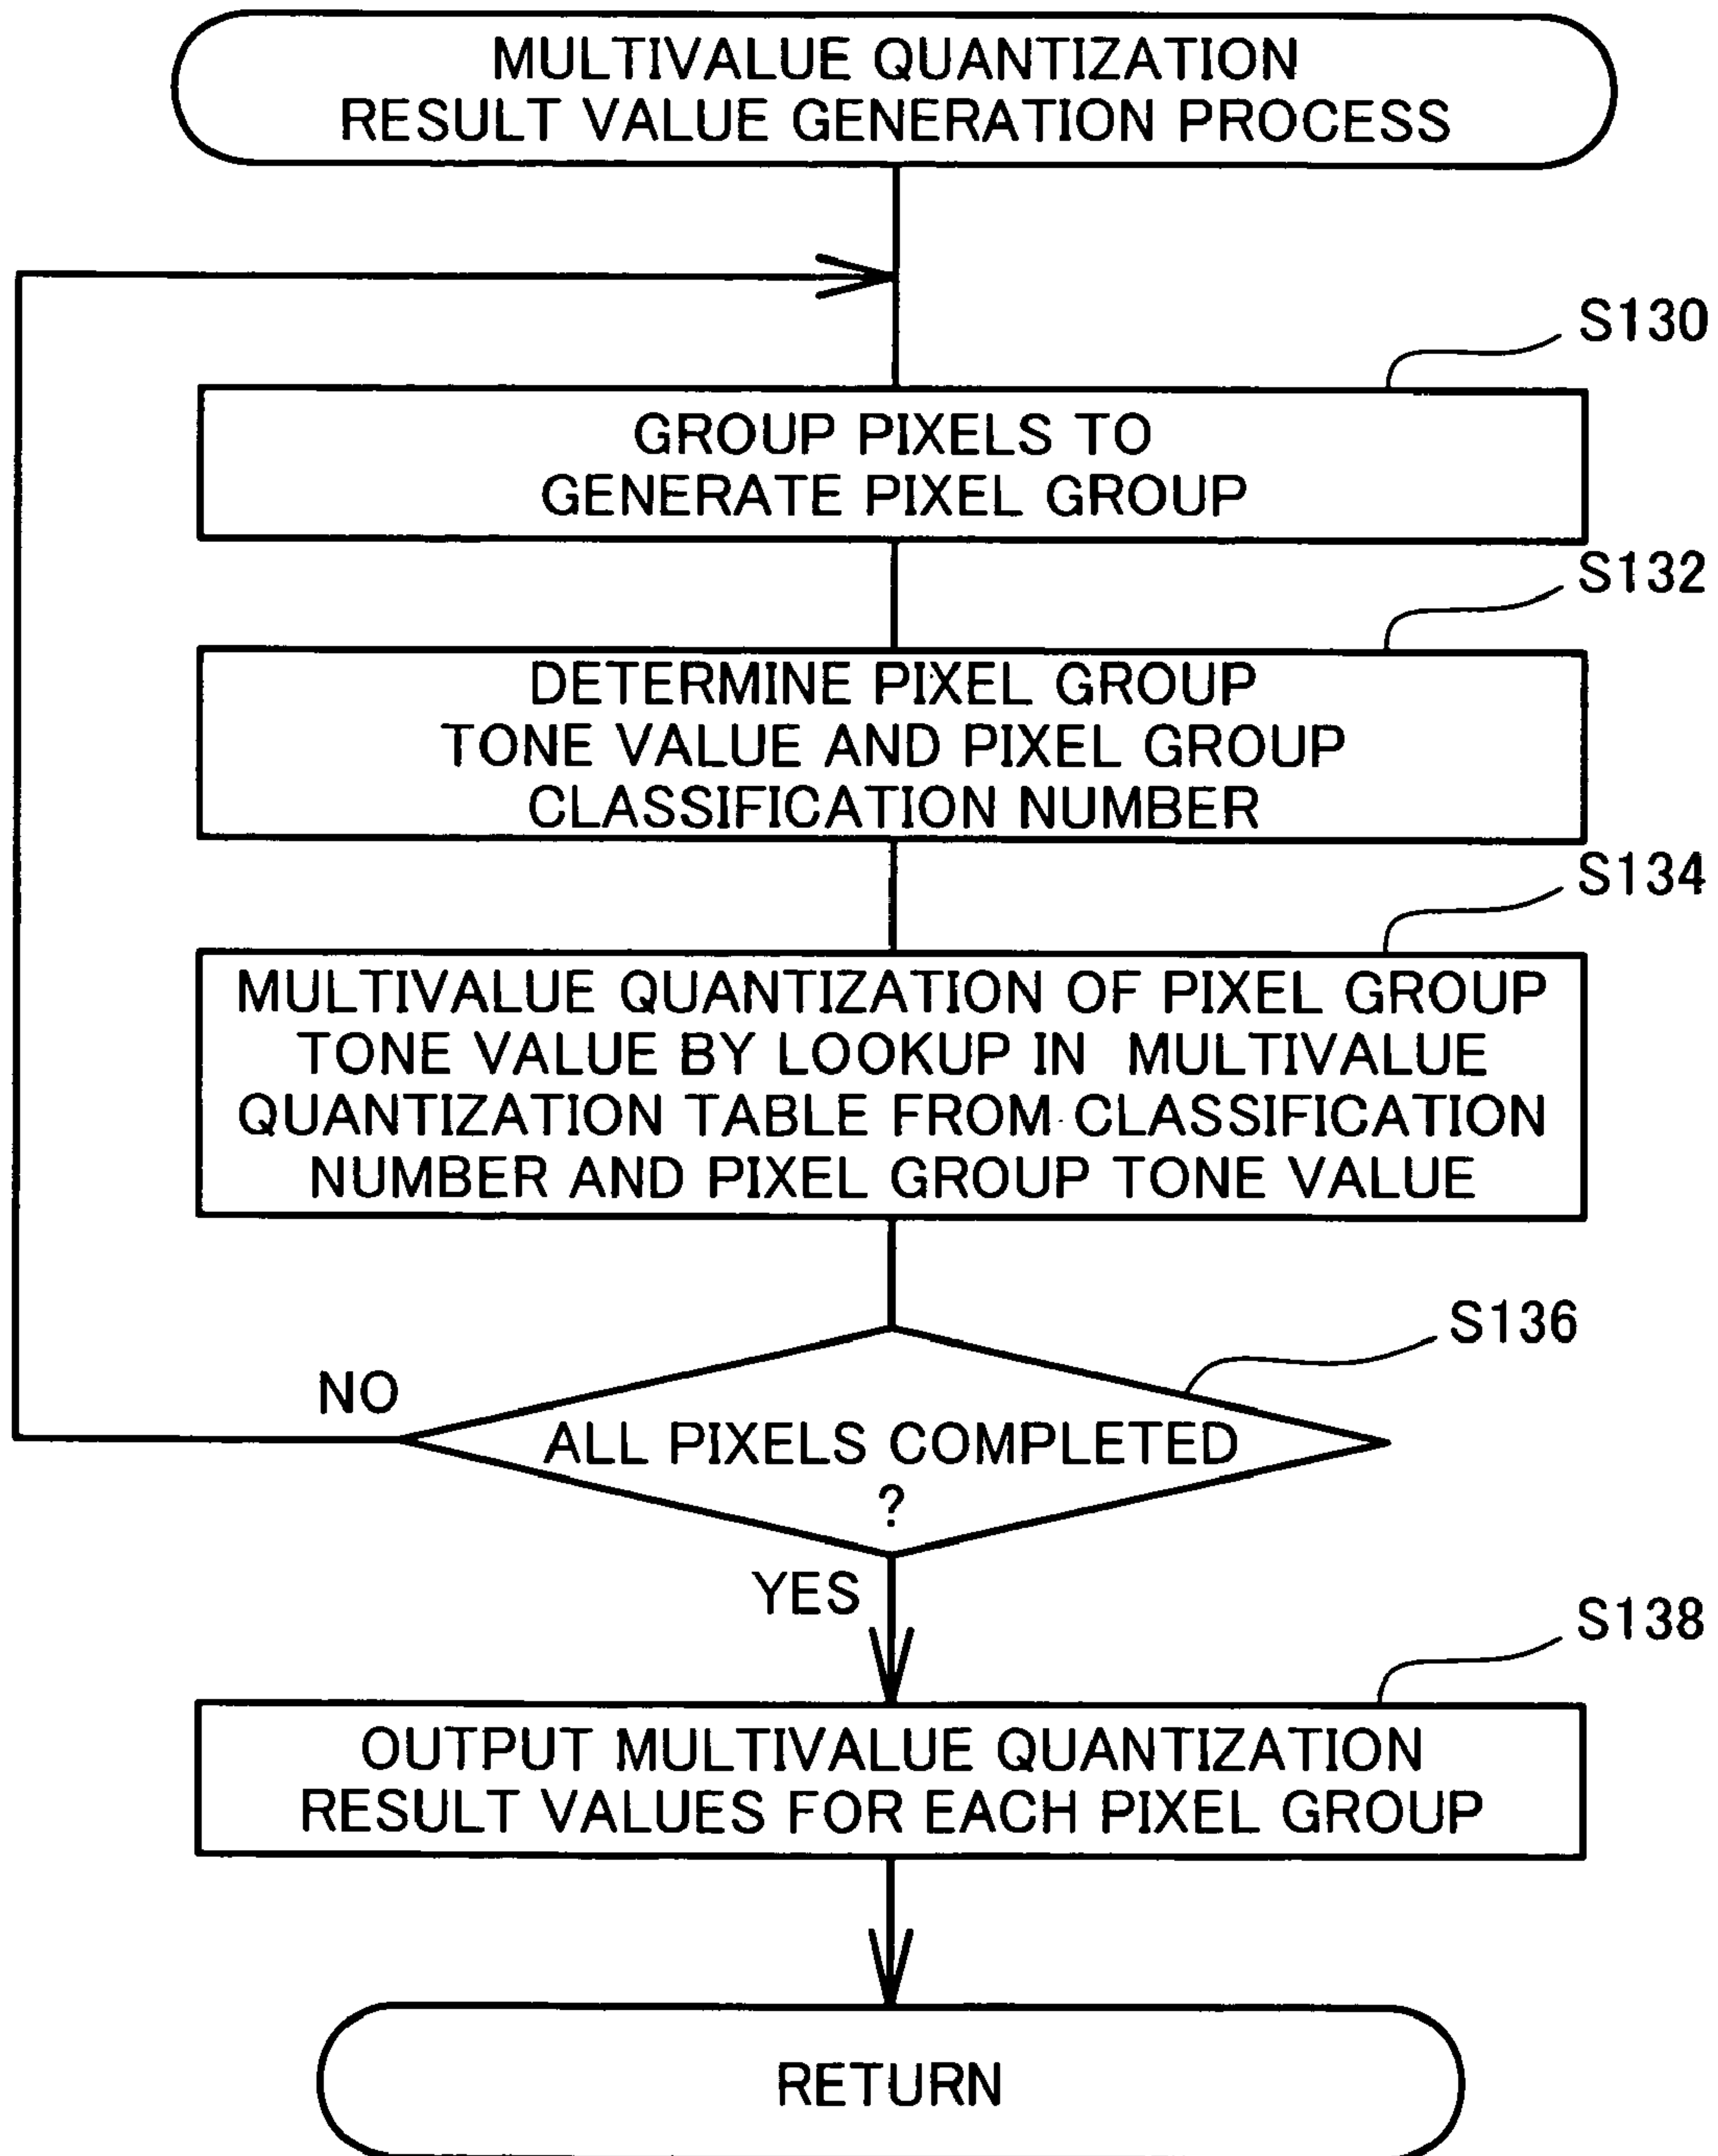 MULTIVALUE QUANTIZATION
RESULT VALUE GENERATION PROCESS
S130
GROUP PIXELS TO
GENERATE PIXEL GROUP
S132
DETERMINE PIXEL GROUP
TONE VALUE AND PIXEL GROUP
CLASSIFICATION NUMBER
S134
MULTIVALUE QUANTIZATION OF PIXEL GROUP
TONE VALUE BY LOOKUP IN MULTIVALUE
QUANTIZATION TABLE FROM CLASSIFICATION
NUMBER AND PIXEL GROUP TONE VALUE
S136
NO
ALL PIXELS COMPLETED
?
YES
S138
OUTPUT MULTIVALUE QUANTIZATION
RESULT VALUES FOR EACH PIXEL GROUP
RETURN